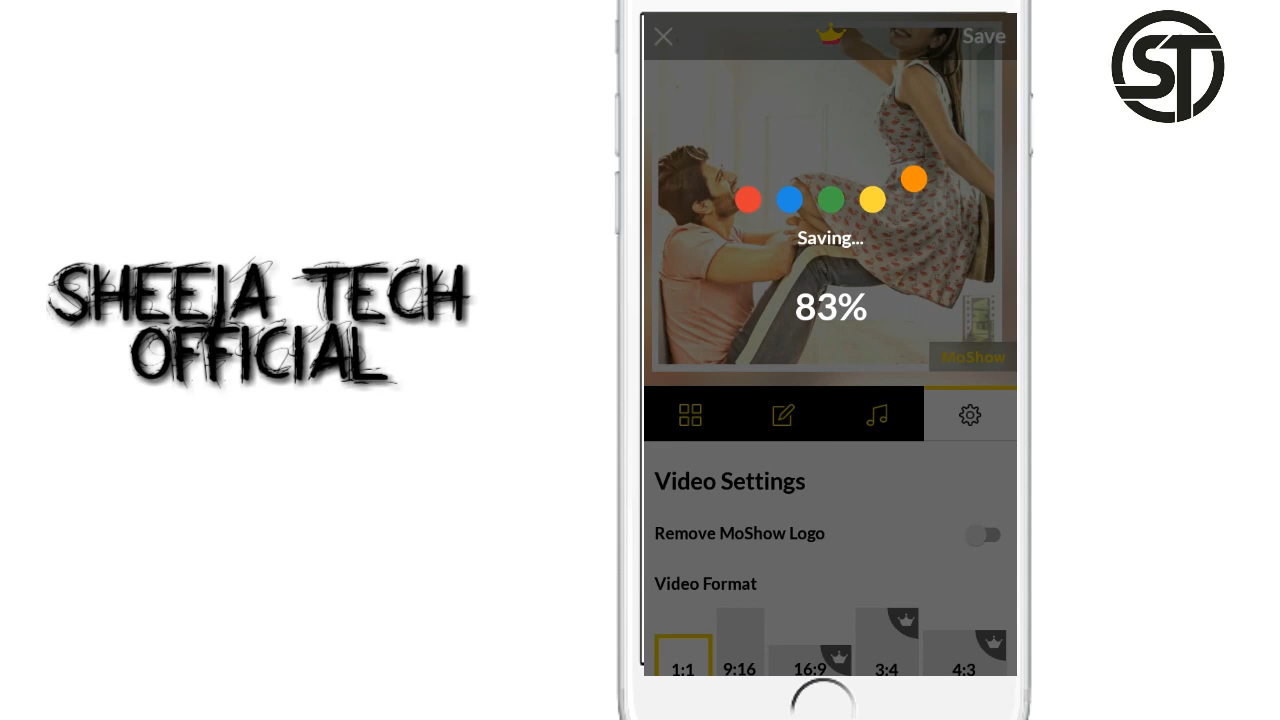 ST
SHEEJA TECH
OFFICIAL
Save
Saving...
83%
MoShow
Video Settings
Remove MoShow Logo
Video Format
1:1 9:16 16:9 3:4 4:3